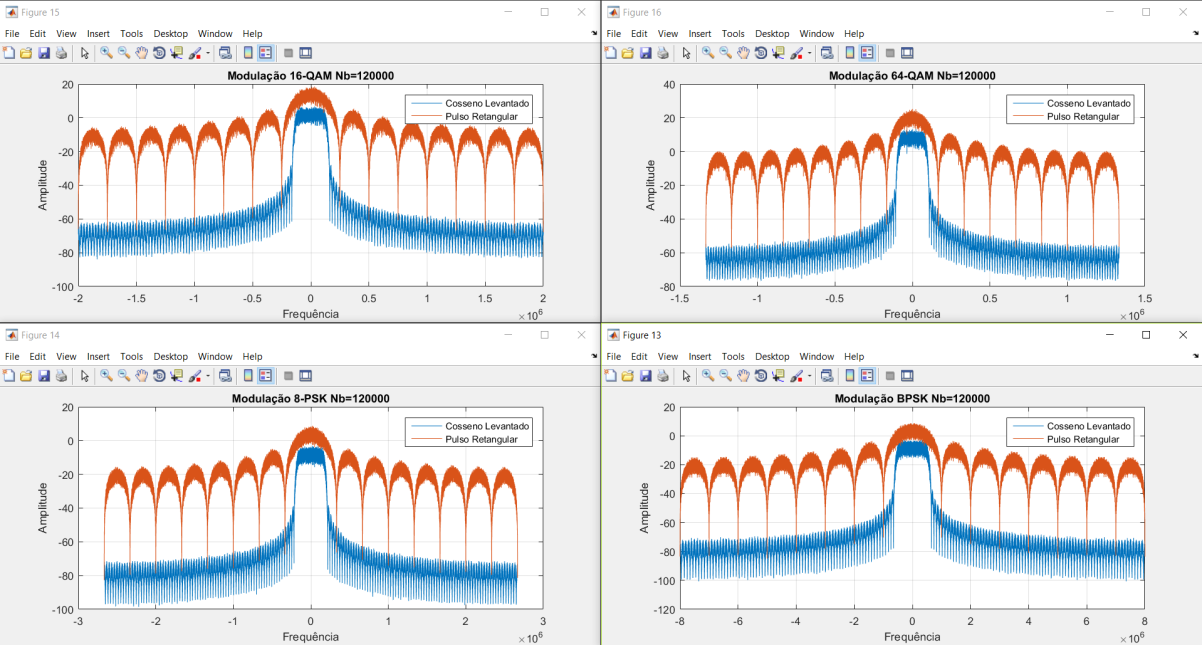 Figure 15
File Edit View Insert Tools Desktop Window Help
Modulação 16-QAM Nb=120000
Cosseno Levantado
Pulso Retangular
Amplitude
20
0
-20
-40
-60
-80
-100
-2 -1.5 -1 -0.5 0 0.5 1 1.5 2
Frequência
×10^6
Figure 16
File Edit View Insert Tools Desktop Window Help
Modulação 64-QAM Nb=120000
Cosseno Levantado
Pulso Retangular
Amplitude
40
20
0
-20
-40
-60
-80
-1.5 -1 -0.5 0 0.5 1 1.5
Frequência
×10^6
Figure 14
File Edit View Insert Tools Desktop Window Help
Modulação 8-PSK Nb=120000
Cosseno Levantado
Pulso Retangular
Amplitude
20
0
-20
-40
-60
-80
-100
-3 -2 -1 0 1 2 3
Frequência
×10^6
Figure 13
File Edit View Insert Tools Desktop Window Help
Modulação BPSK Nb=120000
Cosseno Levantado
Pulso Retangular
Amplitude
20
0
-20
-40
-60
-80
-100
-120
-8 -6 -4 -2 0 2 4 6 8
Frequência
×10^6